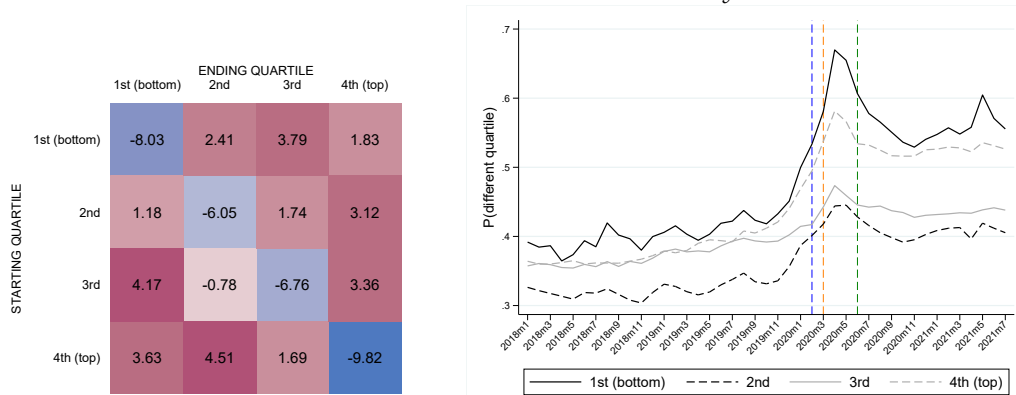 ENDING QUARTILE
1st (bottom) 2nd 3rd 4th (top)
STARTING QUARTILE
1st (bottom) -8.03 2.41 3.79 1.83
2nd 1.18 -6.05 1.74 3.12
3rd 4.17 -0.78 -6.76 3.36
4th (top) 3.63 4.51 1.69 -9.82
P(different quartile)
.7
.6
.5
.4
.3
2018m1 2018m3 2018m5 2018m7 2018m9 2018m11 2019m1 2019m3 2019m5 2019m7 2019m9 2019m11 2020m1 2020m3 2020m5 2020m7 2020m9 2020m11 2021m1 2021m3 2021m5 2021m7
1st (bottom) 2nd 3rd 4th (top)